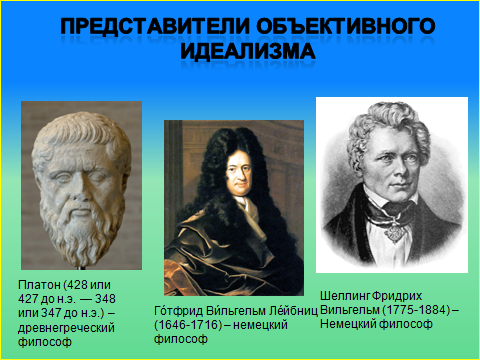 ПРЕДСТАВИТЕЛИ ОБЪЕКТИВНОГО
ИДЕАЛИЗМА
Платон (428 или
427 до н.э. — 348
или 347 до н.э.) –
древнегреческий
философ
Го́тфрид Ви́льгельм Ле́йбниц
(1646-1716) – немецкий
философ
Шеллинг Фридрих
Вильгельм (1775-1884) –
Немецкий философ